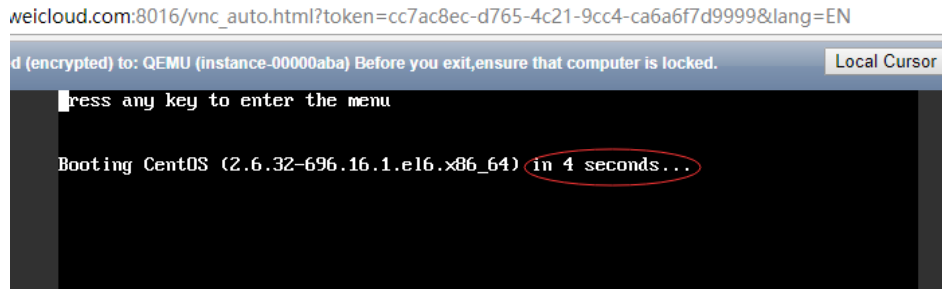 weicloud.com:8016/vnc_auto.html?token=cc7ac8ec-d765-4c21-9cc4-ca6a6f7d9999&lang=EN
d (encrypted) to: QEMU (instance-00000aba) Before you exit,ensure that computer is locked.
Local Cursor
ress any key to enter the menu
Booting CentOS (2.6.32-696.16.1.el6.x86_64) in 4 seconds...